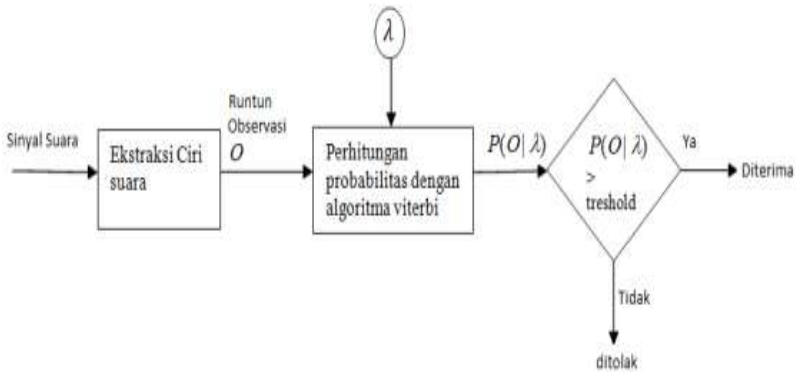 λ
Sinyal Suara
Ekstraksi Ciri
suara
Runtun
Observasi
O
Perhitungan
probabilitas dengan
algoritma viterbi
P(O| λ)
P(O| λ)
>
treshold
Ya
Diterima
Tidak
ditolak